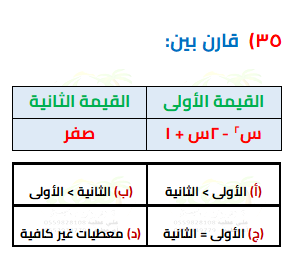 ٣٥) قارن بين:
القيمة الأولى القيمة الثانية
س² - ٢س + ١ صفر
(أ) الأولى > الثانية (ب) الثانية > الأولى
(ج) الأولى = الثانية (د) معطيات غير كافية